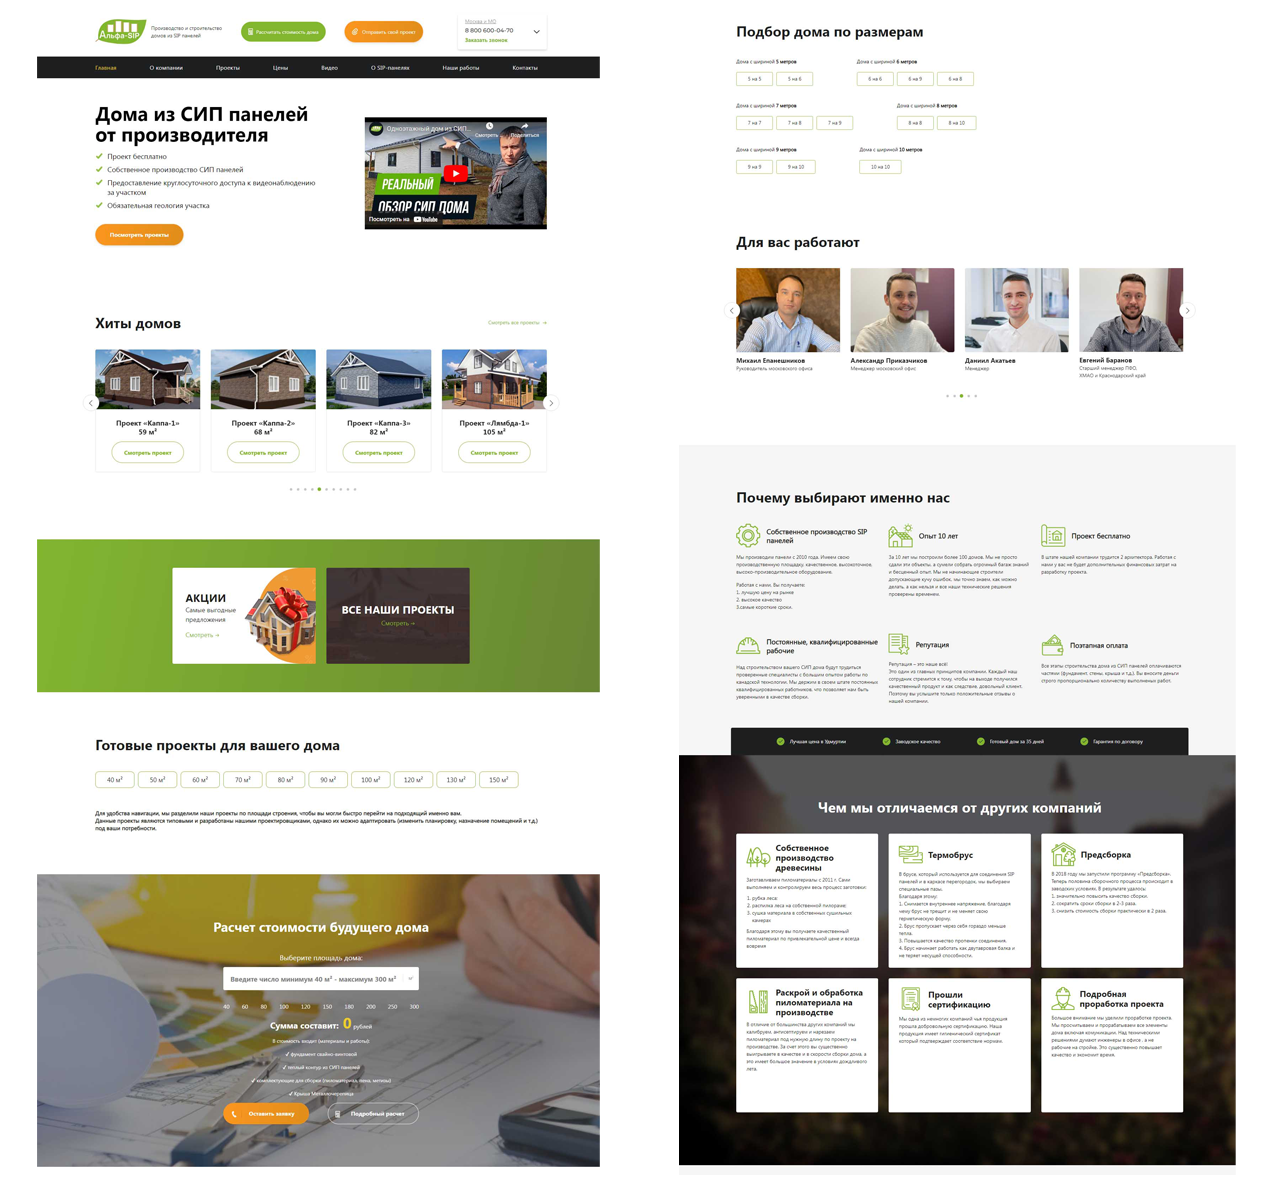 Альфа-SIP
Производство и строительство
домов из SIP панелей
Рассчитать стоимость дома
Отправить свой проект
Москва и МО
8 800 600-04-70
Заказать звонок
Главная
О компании
Проекты
Цены
Видео
О SIP-панелях
Наши работы
Контакты
Дома из СИП панелей
от производителя
Проект бесплатно
Собственное производство СИП панелей
Предоставление круглосуточного доступа к видеонаблюдению
за участком
Обязательная геология участка
Посмотреть проекты
Одноэтажный дом из СИП...
Смотреть...
Поделиться
РЕАЛЬНЫЙ
ОБЗОР СИП ДОМА
Посмотреть на YouTube
Хиты домов
Смотреть все проекты →
Проект «Каппа-1»
59 м²
Смотреть проект
Проект «Каппа-2»
68 м²
Смотреть проект
Проект «Каппа-3»
82 м²
Смотреть проект
Проект «Лямбда-1»
105 м²
Смотреть проект
АКЦИИ
Самые выгодные
предложения
Смотреть →
ВСЕ НАШИ ПРОЕКТЫ
Смотреть →
Готовые проекты для вашего дома
40 м²
50 м²
60 м²
70 м²
80 м²
90 м²
100 м²
120 м²
130 м²
150 м²
Для удобства навигации, мы разделили наши проекты по площади строения, чтобы вы могли быстро перейти на подходящий именно вам.
Данные проекты являются типовыми и разработаны нашими проектировщиками, однако их можно адаптировать (изменить планировку, назначение помещений и т.д.)
под ваши потребности.
Расчет стоимости будущего дома
Выберите площадь дома:
Введите число минимум 40 м² - максимум 300 м²
40 60 80 100 120 150 180 200 250 300
Сумма составит: 0 рублей
В стоимость входит (материалы и работы):
✓ фундамент свайно-винтовой
✓ теплый контур из СИП-панелей
✓ комплектующие для сборки (пиломатериал, пена, метизы)
✓ Крыша Металлочерепица
Оставить заявку
Подробный расчет
Подбор дома по размерам
Дома с шириной 5 метров
5 на 5
5 на 6
Дома с шириной 6 метров
6 на 6
6 на 9
6 на 8
Дома с шириной 7 метров
7 на 7
7 на 8
7 на 9
Дома с шириной 8 метров
8 на 8
8 на 10
Дома с шириной 9 метров
9 на 9
9 на 10
Дома с шириной 10 метров
10 на 10
Для вас работают
Михаил Епанешников
Руководитель московского офиса
Александр Приказчиков
Менеджер московский офис
Даниил Акатьев
Менеджер
Евгений Баранов
Старший менеджер ПФО,
ХМАО и Краснодарский край
Почему выбирают именно нас
Собственное производство SIP
панелей
Мы производим панели с 2010 года. Имеем свою
производственную площадку, качественное, высокоточное,
высоко-производительное оборудование.
Работая с нами, Вы получаете:
1. лучшую цену на рынке
2. высокое качество
3.самые короткие сроки.
Опыт 10 лет
За 10 лет мы построили более 100 домов. Мы не просто
сдали эти объекты, а сумели собрать огромный багаж знаний
и бесценный опыт. Мы не начинающие строители
допускающие кучу ошибок, мы точно знаем, как можно
делать, а как нельзя и все наши технические решения
проверены временем.
Проект бесплатно
В штате нашей компании трудится 2 архитектора. Работая с
нами у вас не будет дополнительных финансовых затрат на
разработку проекта.
Постоянные, квалифицированные
рабочие
Над строительством вашего СИП дома будут трудиться
проверенные специалисты с большим опытом работы по
канадской технологии. Мы держим в своем штате постоянных
квалифицированных работников, что позволяет нам быть
уверенными в качестве сборки.
Репутация
Репутация – это наше всё!
Это один из главных принципов компании. Каждый наш
сотрудник стремится к тому, чтобы на выходе получился
качественный продукт и как следствие, довольный клиент.
Поэтому вы услышите только положительные отзывы о
нашей компании.
Поэтапная оплата
Все этапы строительства дома из СИП панелей оплачиваются
частями (фундамент, стены, крыша и т.д.). Вы вносите деньги
строго пропорционально количеству выполненых работ.
Лучшая цена в Удмуртии
Заводское качество
Готовый дом за 35 дней
Гарантия по договору
Чем мы отличаемся от других компаний
Собственное
производство
древесины
Заготавливаем пиломатериалы с 2011 г. Сами
выполняем и контролируем весь процесс заготовки:
1. рубка леса
2. распилка леса на собственной пилораме.
3. сушка материала в собственных сушильных
камерах
Благодаря этому вы получаете качественный
пиломатериал по привлекательной цене и всегда
вовремя
Термобрус
В брусе, который используется для соединений SIP
панелей и в каркасе перегородок, мы выбираем
специальные пазы.
Благодаря этому:
1. Снимается внутреннее напряжение, благодаря
чему брус не трещит и не меняет свою
геометрическую форму.
2. Брус пропускает через себя гораздо меньше
тепла.
3. Повышается качество пропенки соединения.
4. Брус начинает работать как двутавровая балка и
не теряет несущей способности.
Предсборка
В 2018 году мы запустили программу «Предсборка».
Теперь половина сборочного процесса происходит в
заводских условиях. В результате удалось:
1. значительно повысить качество сборки.
2. сократить сроки сборки в 2-3 раза.
3. снизить стоимость сборки практически в 2 раза.
Раскрой и обработка
пиломатериала на
производстве
В отличие от большинства других компаний мы
калибруем, антисептируем и нарезаем
пиломатериал под нужную длину по проекту на
производстве. За счет этого вы существенно
выигрываете в качестве и в скорости сборки дома, а
это имеет большое значение в условиях дождливого
лета.
Прошли
сертификацию
Мы одна из немногих компаний чья продукция
прошла добровольную сертификацию. Наша
продукция имеет гигиенический сертификат
который подтверждает соответствие нормам.
Подробная
проработка проекта
Большое внимание мы уделили проработке проекта.
Мы просчитываем и прорабатываем все элементы
дома включая комуникации. Над техническими
решениями думают инженеры в офисе , а не
рабочие на стройке. Это существенно повышает
качество и экономит время.